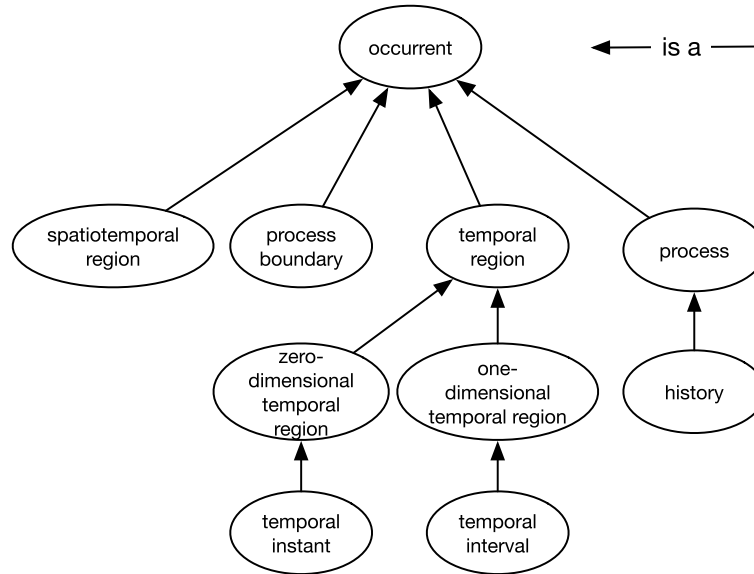 occurrent
is a
spatiotemporal
region
process
boundary
temporal
region
process
zero-
dimensional
temporal
region
one-
dimensional
temporal region
history
temporal
instant
temporal
interval